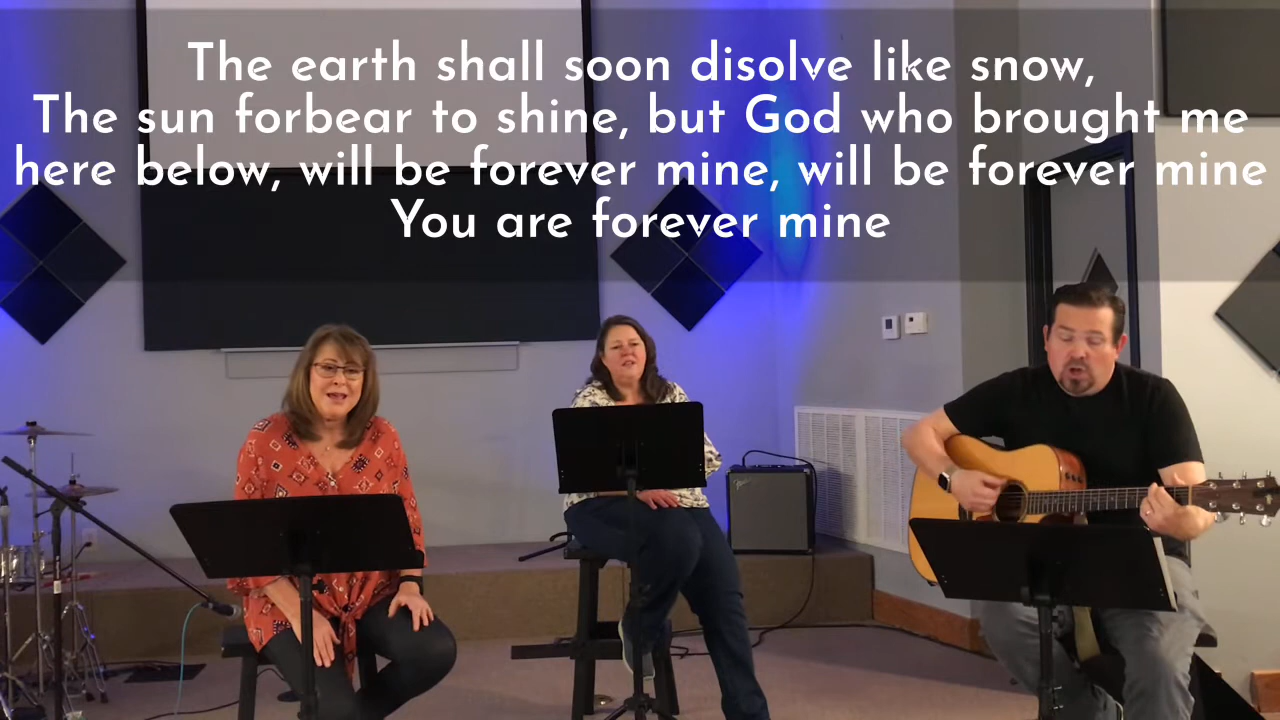 The earth shall soon disolve like snow,
The sun forbear to shine, but God who brought me
here below, will be forever mine, will be forever mine
You are forever mine